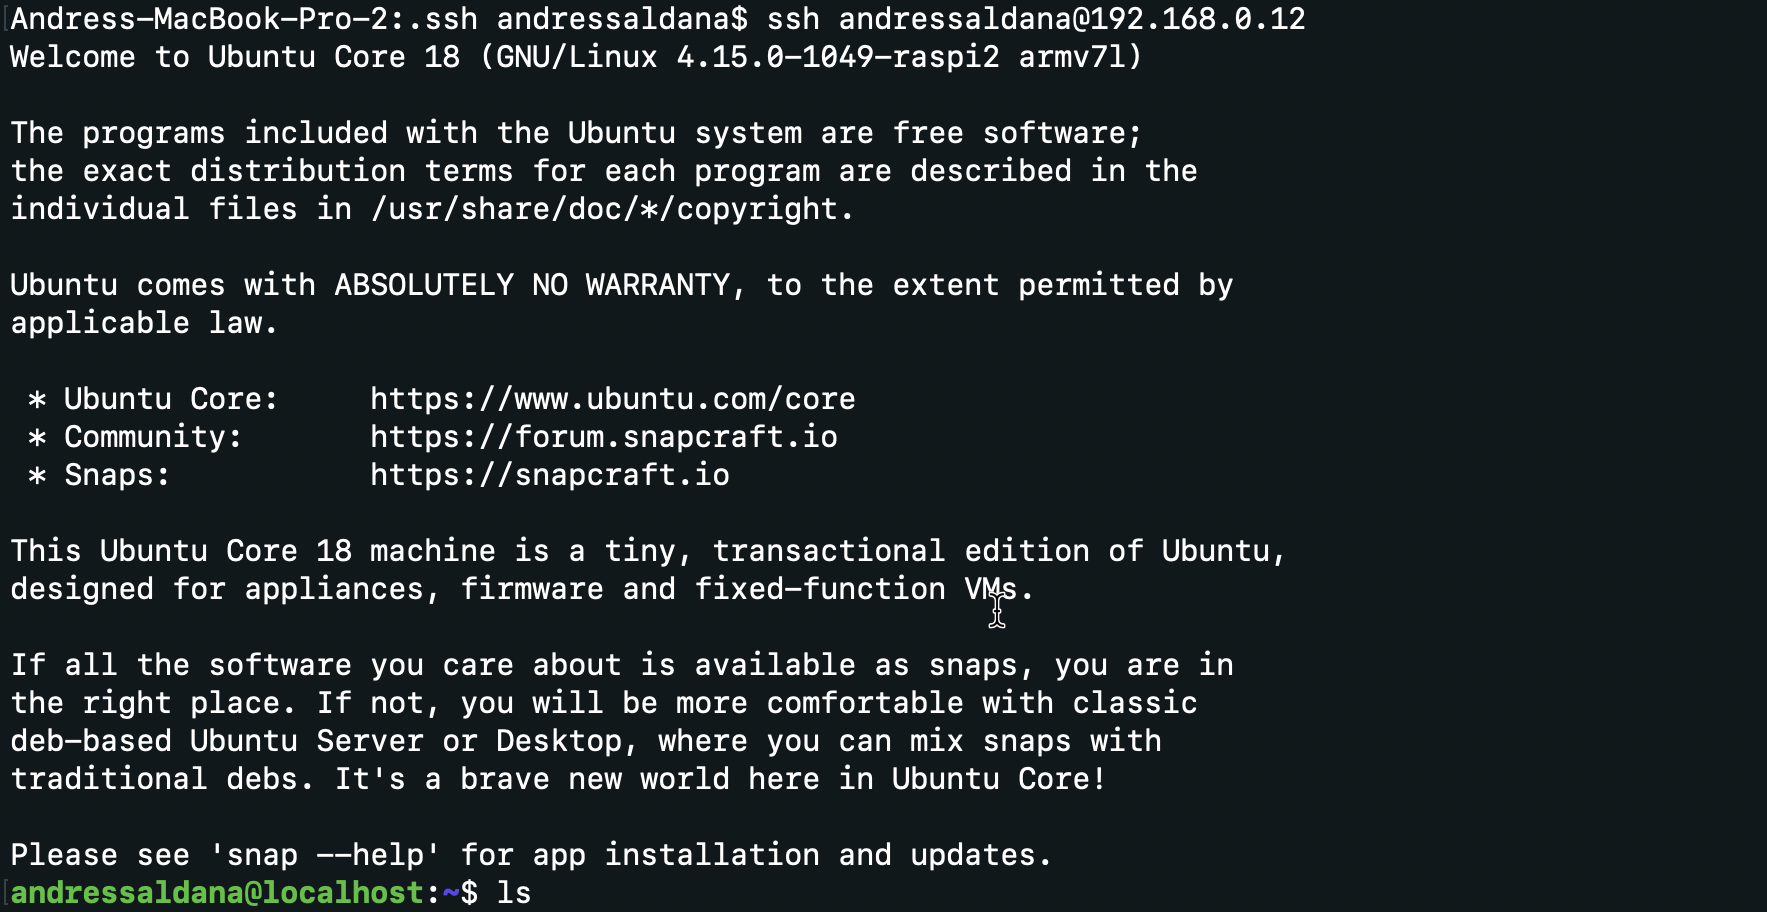 Andress-MacBook-Pro-2:.ssh andressaldana$ ssh andressaldana@192.168.0.12
Welcome to Ubuntu Core 18 (GNU/Linux 4.15.0-1049-raspi2 armv7l)
The programs included with the Ubuntu system are free software;
the exact distribution terms for each program are described in the
individual files in /usr/share/doc/*/copyright.
Ubuntu comes with ABSOLUTELY NO WARRANTY, to the extent permitted by
applicable law.
* Ubuntu Core:     https://www.ubuntu.com/core
* Community:       https://forum.snapcraft.io
* Snaps:           https://snapcraft.io
This Ubuntu Core 18 machine is a tiny, transactional edition of Ubuntu,
designed for appliances, firmware and fixed-function VMs.
If all the software you care about is available as snaps, you are in
the right place. If not, you will be more comfortable with classic
deb-based Ubuntu Server or Desktop, where you can mix snaps with
traditional debs. It's a brave new world here in Ubuntu Core!
Please see 'snap --help' for app installation and updates.
andressaldana@localhost:~$ ls